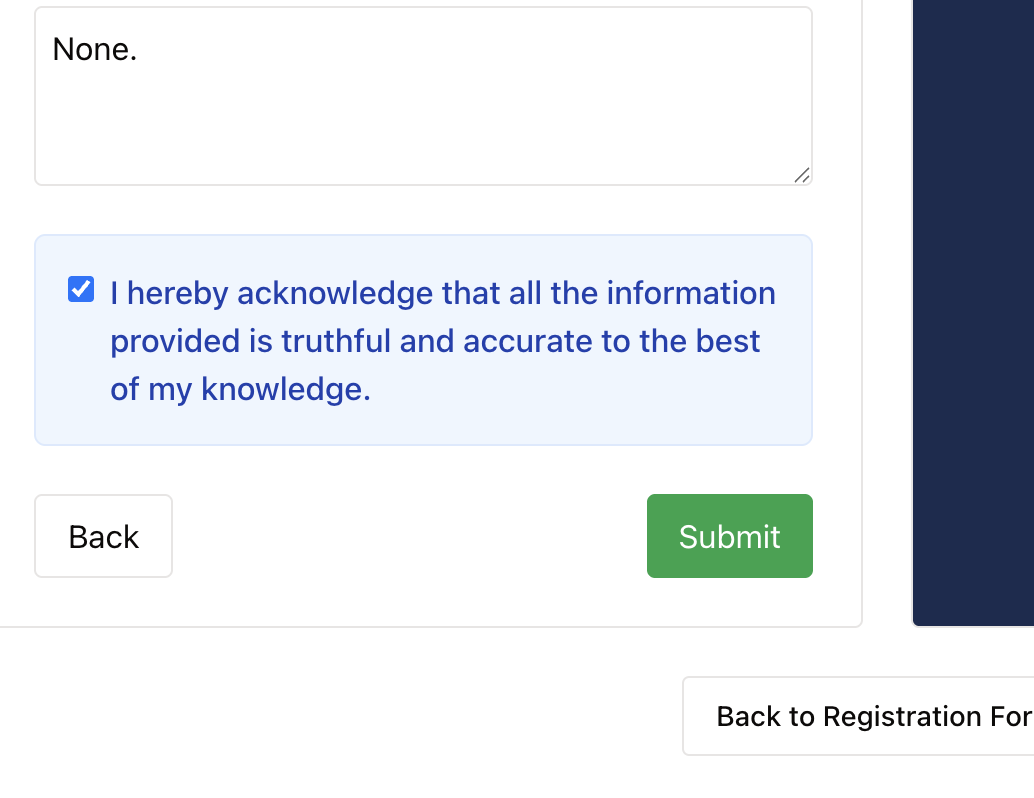 None.
I hereby acknowledge that all the information
provided is truthful and accurate to the best
of my knowledge.
Back
Submit
Back to Registration For